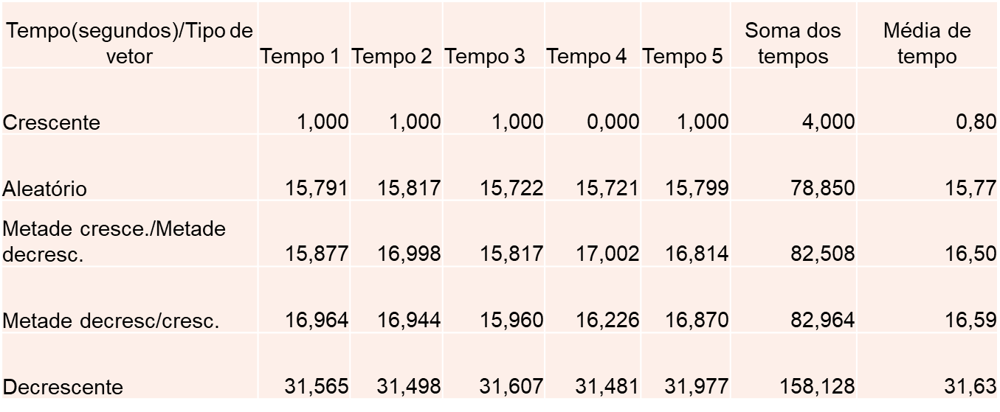 Tempo(segundos)/Tipo de vetor Tempo 1 Tempo 2 Tempo 3 Tempo 4 Tempo 5 Soma dos tempos Média de tempo
Crescente 1,000 1,000 1,000 0,000 1,000 4,000 0,80
Aleatório 15,791 15,817 15,722 15,721 15,799 78,850 15,77
Metade cresce./Metade decresc. 15,877 16,998 15,817 17,002 16,814 82,508 16,50
Metade decresc/cresc. 16,964 16,944 15,960 16,226 16,870 82,964 16,59
Decrescente 31,565 31,498 31,607 31,481 31,977 158,128 31,63